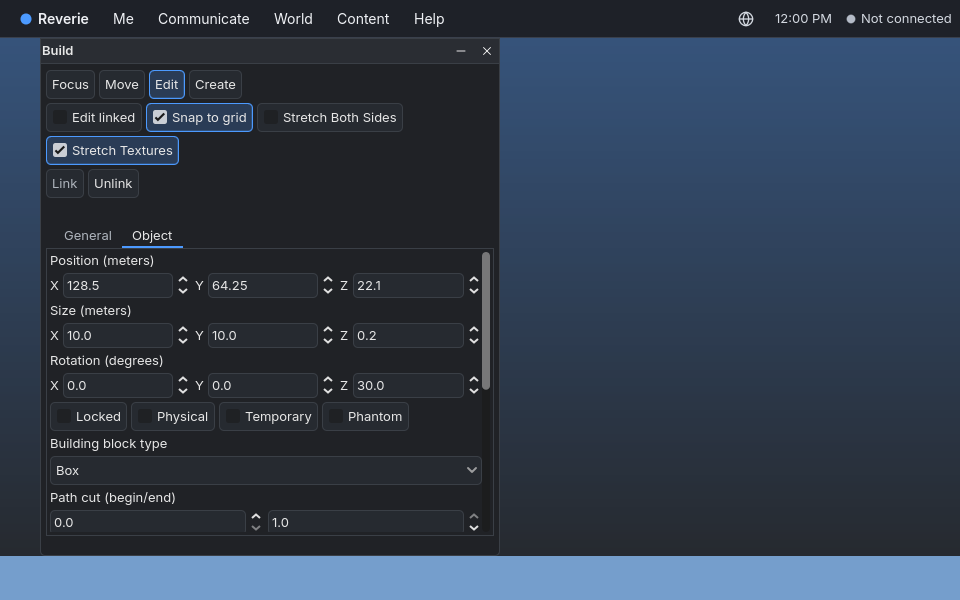 Reverie Me Communicate World Content Help 12:00 PM Not connected
Build
Focus Move Edit Create
Edit linked Snap to grid Stretch Both Sides
Stretch Textures
Link Unlink
General Object
Position (meters)
X 128.5 Y 64.25 Z 22.1
Size (meters)
X 10.0 Y 10.0 Z 0.2
Rotation (degrees)
X 0.0 Y 0.0 Z 30.0
Locked Physical Temporary Phantom
Building block type
Box
Path cut (begin/end)
0.0 1.0